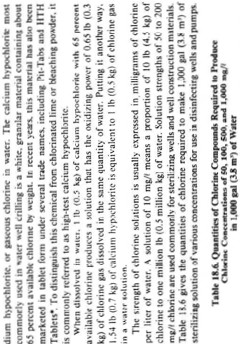 dium hypochlorite, or gaseous chlorine in water. The calcium hypochlorite most
commonly used in water well drilling is a white, granular material containing about
65 percent available chlorine by weight. In recent years, this material has also been
marketed in tablet form under several trade names, including Pit-Tabs and HTH
Tablets*. To distinguish this chemical from chlorinated lime or bleaching powder, it
is commonly referred to as high-test calcium hypochlorite.
When dissolved in water, 1 lb (0.5 kg) of calcium hypochlorite with 65 percent
available chlorine produces a solution that has the oxidizing power of 0.65 lb (0.3
kg) of chlorine gas dissolved in the same quantity of water. Putting it another way,
1.54 lb (0.7 kg) of calcium hypochlorite is equivalent to 1 lb (0.5 kg) of chlorine gas
in a water solution.
The strength of chlorine solutions is usually expressed in milligrams of chlorine
per liter of water. A solution of 10 mg/l means a proportion of 10 lb (4.5 kg) of
chlorine to one million lb (0.5 million kg) of water. Solution strengths of 50 to 200
mg/l chlorine are used commonly for sterilizing wells and well construction materials.
Table 18.6 gives the quantities of chlorine required to make 1,000 gal (3.8 m³) of
solution of various concentrations for use in disinfecting wells and pumps.
Table 18.6. Quantities of Chlorine Compounds Required to Produce
Chlorine Concentrations of 50, 100, 500, and 1,000 mg/l
in 1,000 gal (3.8 m³) of Water